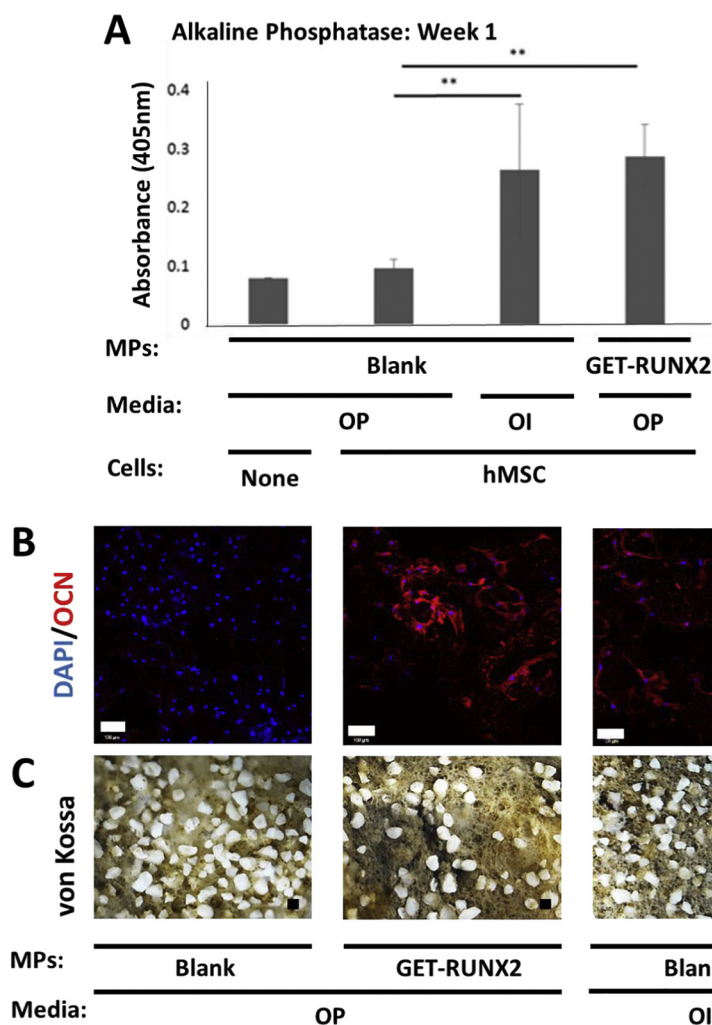 A Alkaline Phosphatase: Week 1
** **
Absorbance (405nm)
0.4
0.3
0.2
0.1
0
MPs: Blank GET-RUNX2
Media: OP OI OP
Cells: None hMSC
B
DAPI/OCN
100 µm
C
von Kossa
MPs: Blank GET-RUNX2 Blan
Media: OP OI